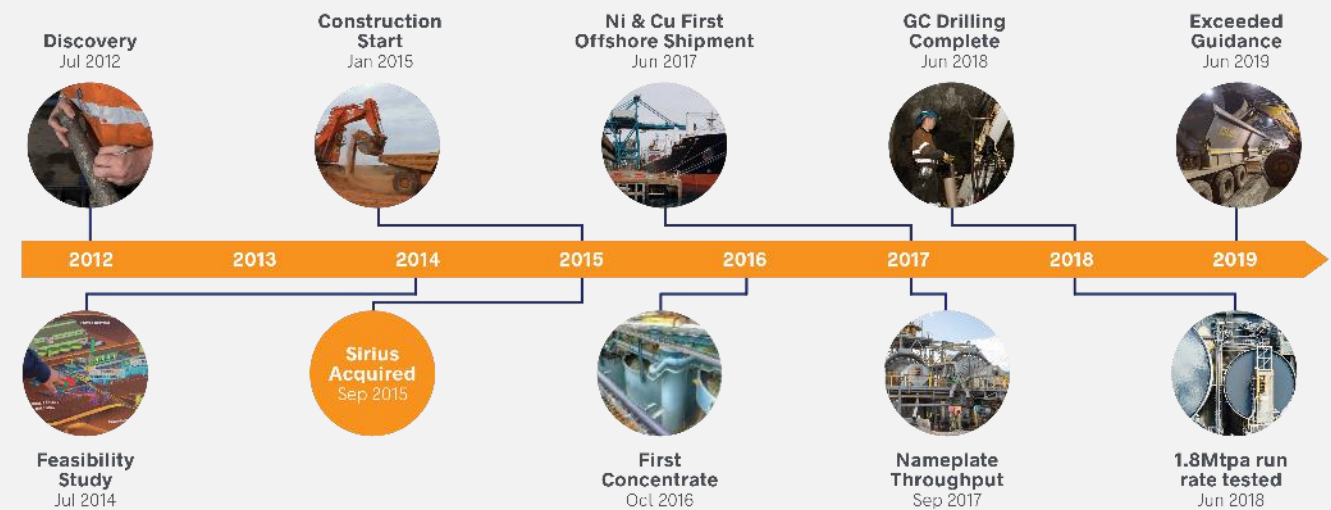 Discovery
Jul 2012
Construction
Start
Jan 2015
Ni & Cu First
Offshore Shipment
Jun 2017
GC Drilling
Complete
Jun 2018
Exceeded
Guidance
Jun 2019
2012 2013 2014 2015 2016 2017 2018 2019
Sirius
Acquired
Sep 2015
Feasibility
Study
Jul 2014
First
Concentrate
Oct 2016
Nameplate
Throughput
Sep 2017
1.8Mtpa run
rate tested
Jun 2018